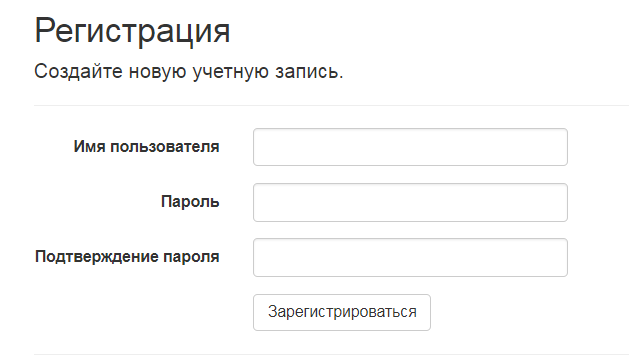 Регистрация
Создайте новую учетную запись.
Имя пользователя
Пароль
Подтверждение пароля
Зарегистрироваться